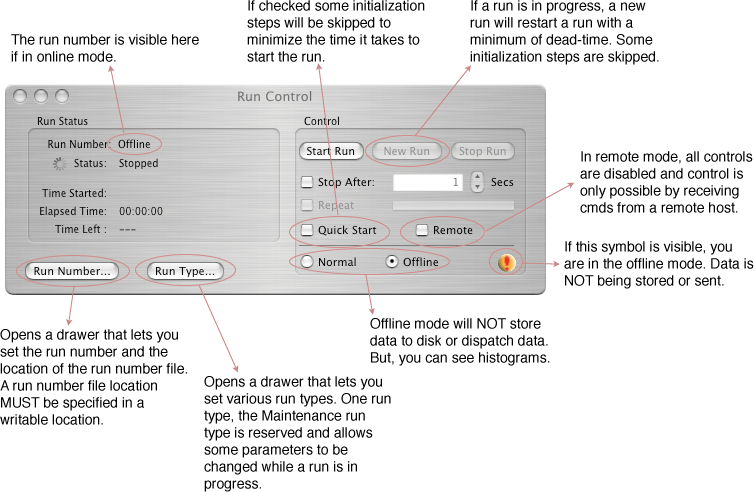 If checked some initialization
steps will be skipped to
minimize the time it takes to
start the run.
If a run is in progress, a new
run will restart a run with a
minimum of dead-time. Some
initialization steps are skipped.
The run number is visible here
if in online mode.
Run Control
Run Status
Run Number: Offline
Status: Stopped
Time Started:
Elapsed Time: 00:00:00
Time Left : ---
Run Number...
Run Type...
Control
Start Run
New Run
Stop Run
Stop After: 1 Secs
Repeat
Quick Start
Remote
Normal
Offline
In remote mode, all controls
are disabled and control is
only possible by receiving
cmds from a remote host.
If this symbol is visible, you
are in the offline mode. Data is
NOT being stored or sent.
Offline mode will NOT store
data to disk or dispatch data.
But, you can see histograms.
Opens a drawer that lets you
set the run number and the
location of the run number file.
A run number file location
MUST be specified in a
writable location.
Opens a drawer that lets you
set various run types. One run
type, the Maintenance run
type is reserved and allows
some parameters to be
changed while a run is in
progress.